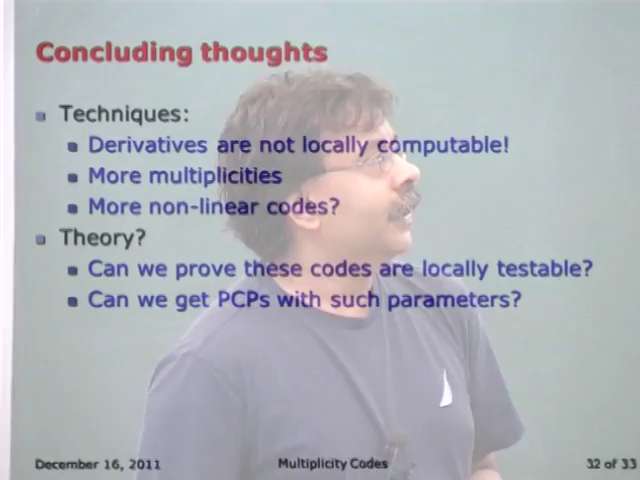 Concluding thoughts
Techniques:
Derivatives are not locally computable!
More multiplicities
More non-linear codes?
Theory?
Can we prove these codes are locally testable?
Can we get PCPs with such parameters?
December 16, 2011
Multiplicity Codes
32 of 33